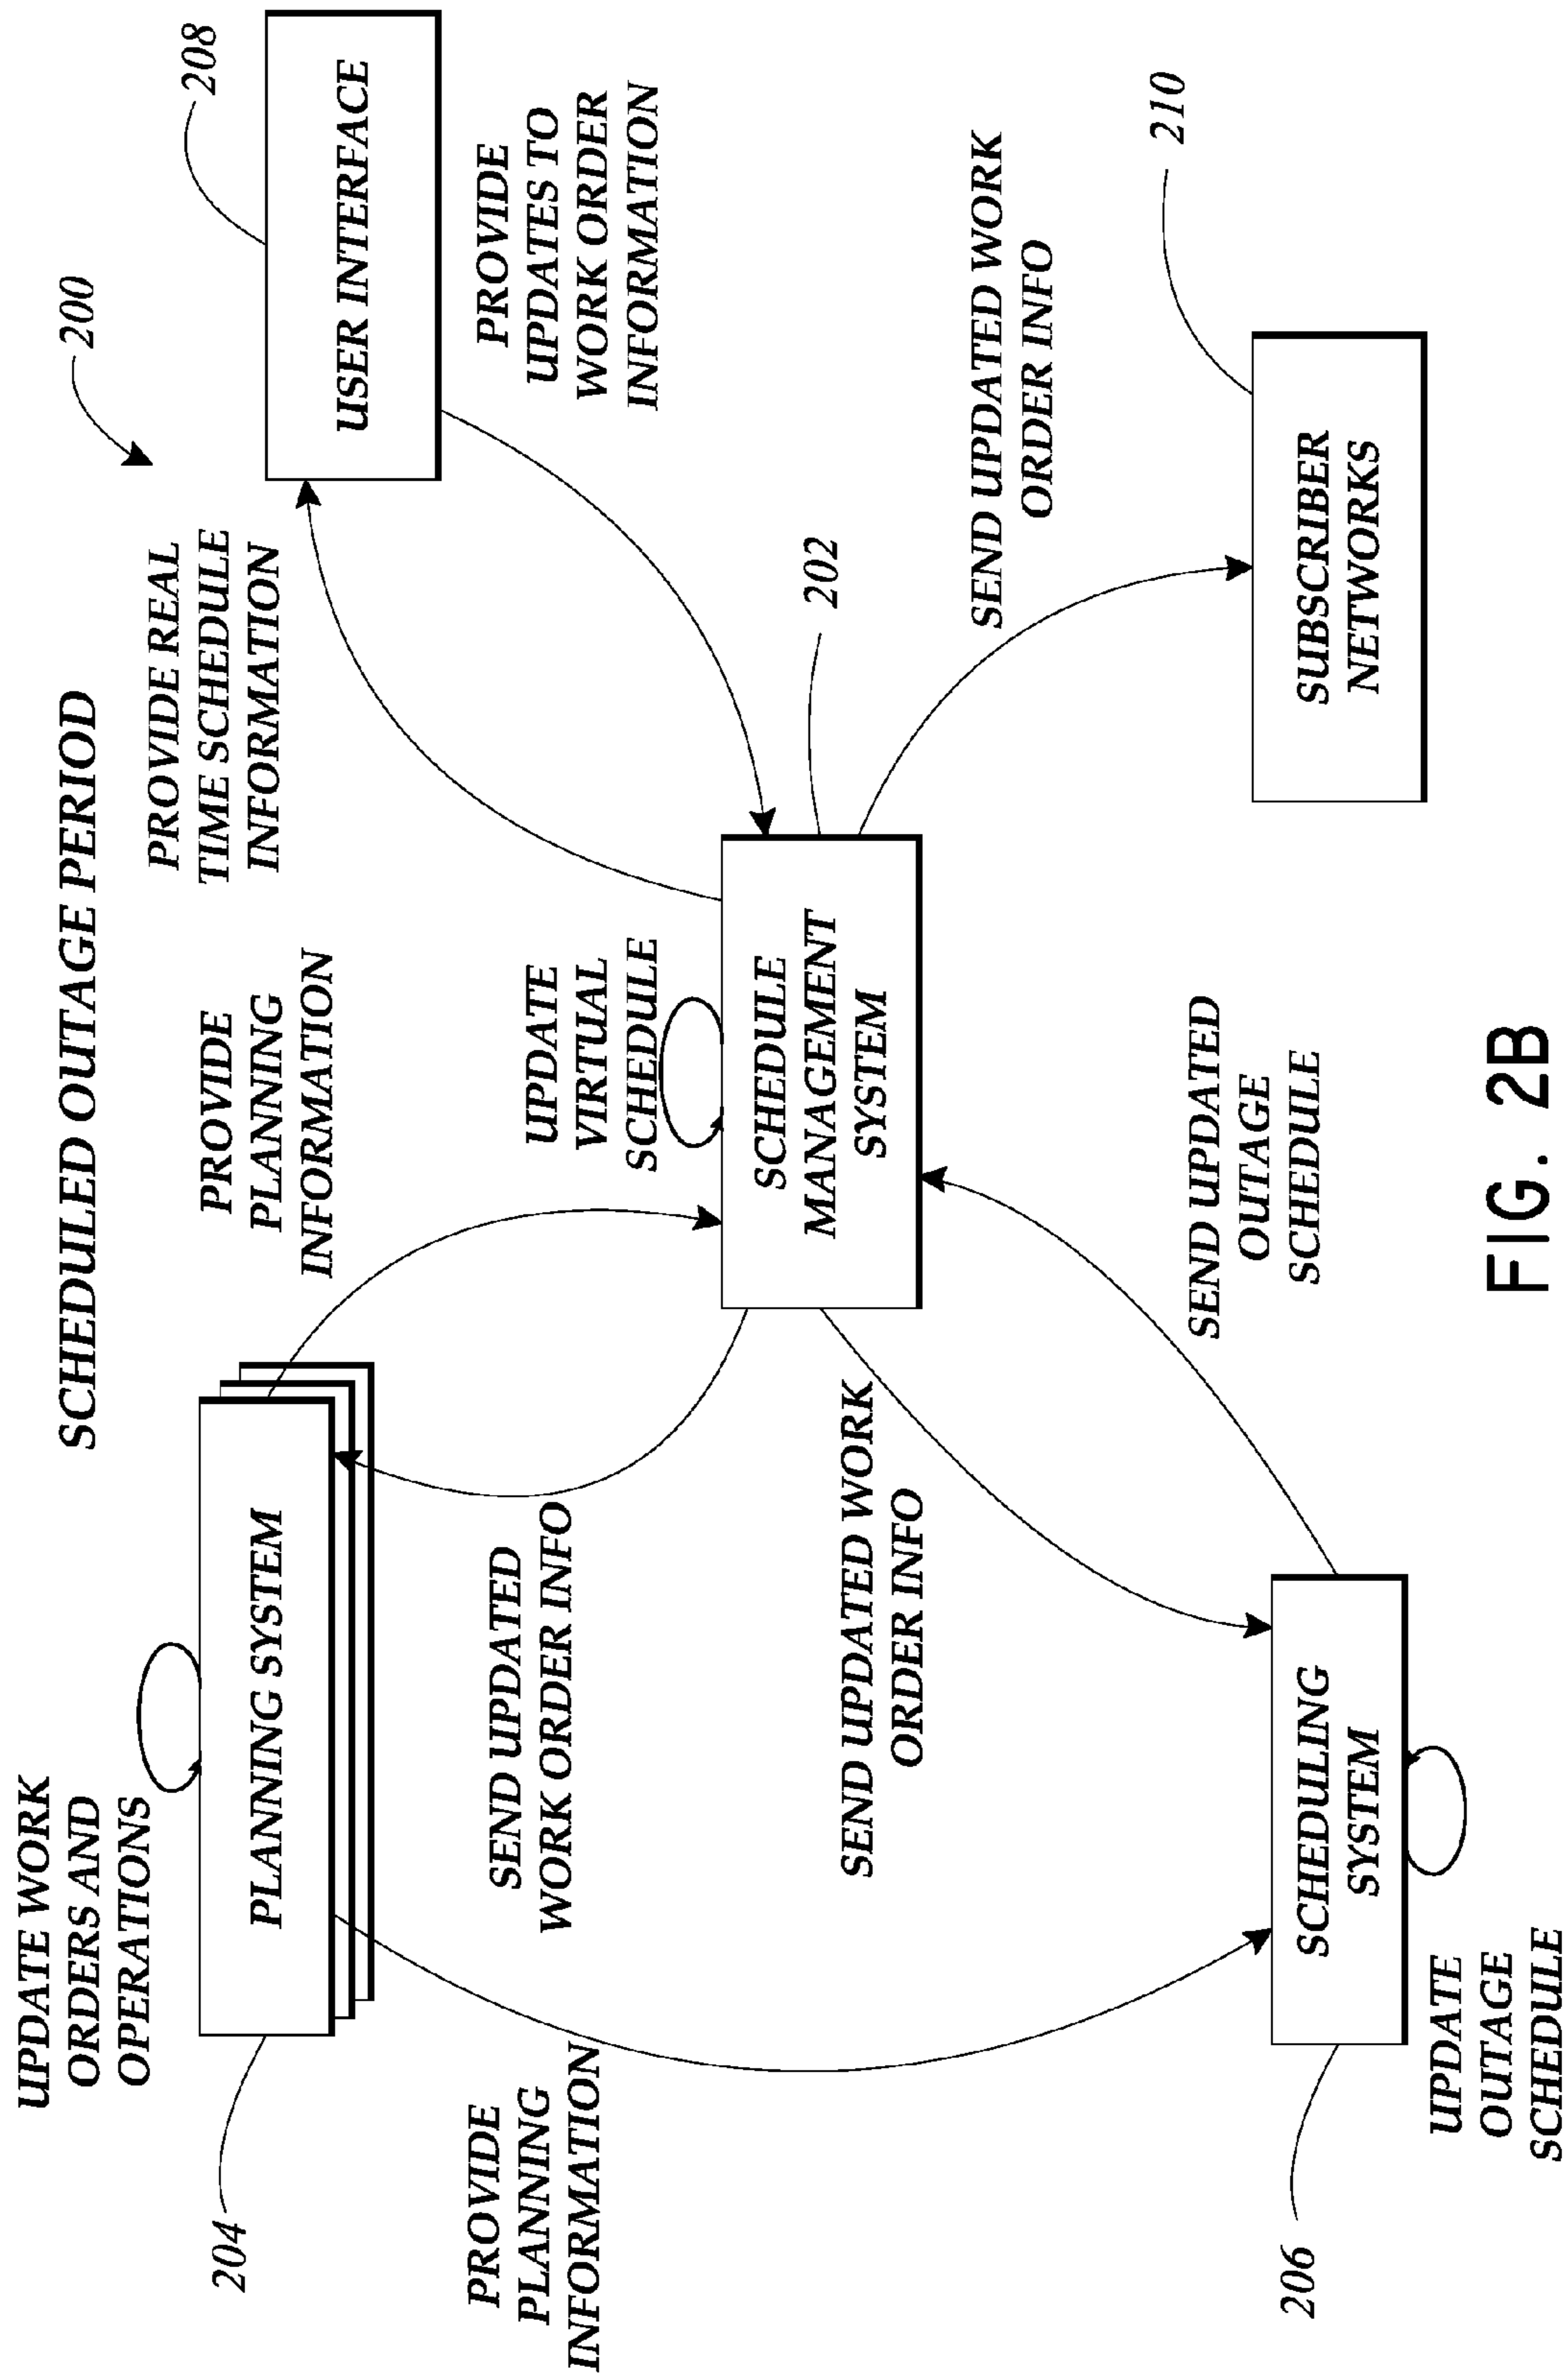 SCHEDULED OUTAGE PERIOD
200
UPDATE WORK
ORDERS AND
OPERATIONS
204
PLANNING SYSTEM
PROVIDE
PLANNING
INFORMATION
PROVIDE REAL
TIME SCHEDULE
INFORMATION
208
USER INTERFACE
PROVIDE
UPDATES TO
WORK ORDER
INFORMATION
SEND UPDATED
WORK ORDER INFO
UPDATE
VIRTUAL
SCHEDULE
SCHEDULE
MANAGEMENT
SYSTEM
202
PROVIDE
PLANNING
INFORMATION
SEND UPDATED WORK
ORDER INFO
SEND UPDATED WORK
ORDER INFO
210
SUBSCRIBER
NETWORKS
SEND UPDATED
OUTAGE
SCHEDULE
206
SCHEDULING
SYSTEM
UPDATE
OUTAGE
SCHEDULE
FIG. 2B